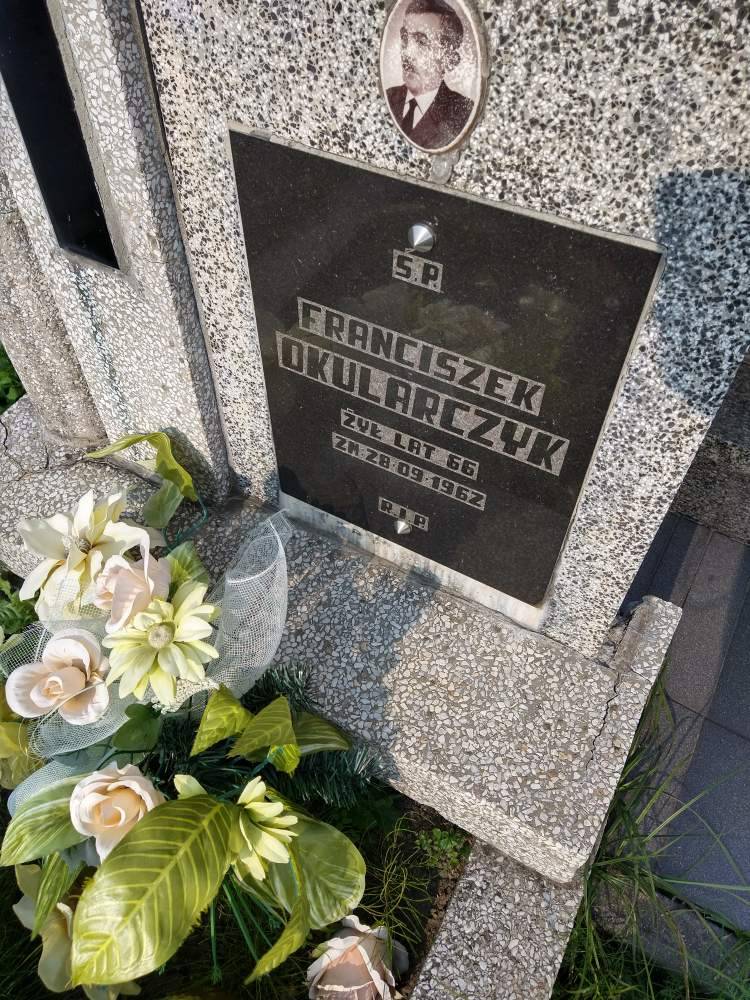 Ś.P.
FRANCISZEK
OKULARCZYK
ŻYŁ LAT 66
ZM.28·09·1962
R.I.P.